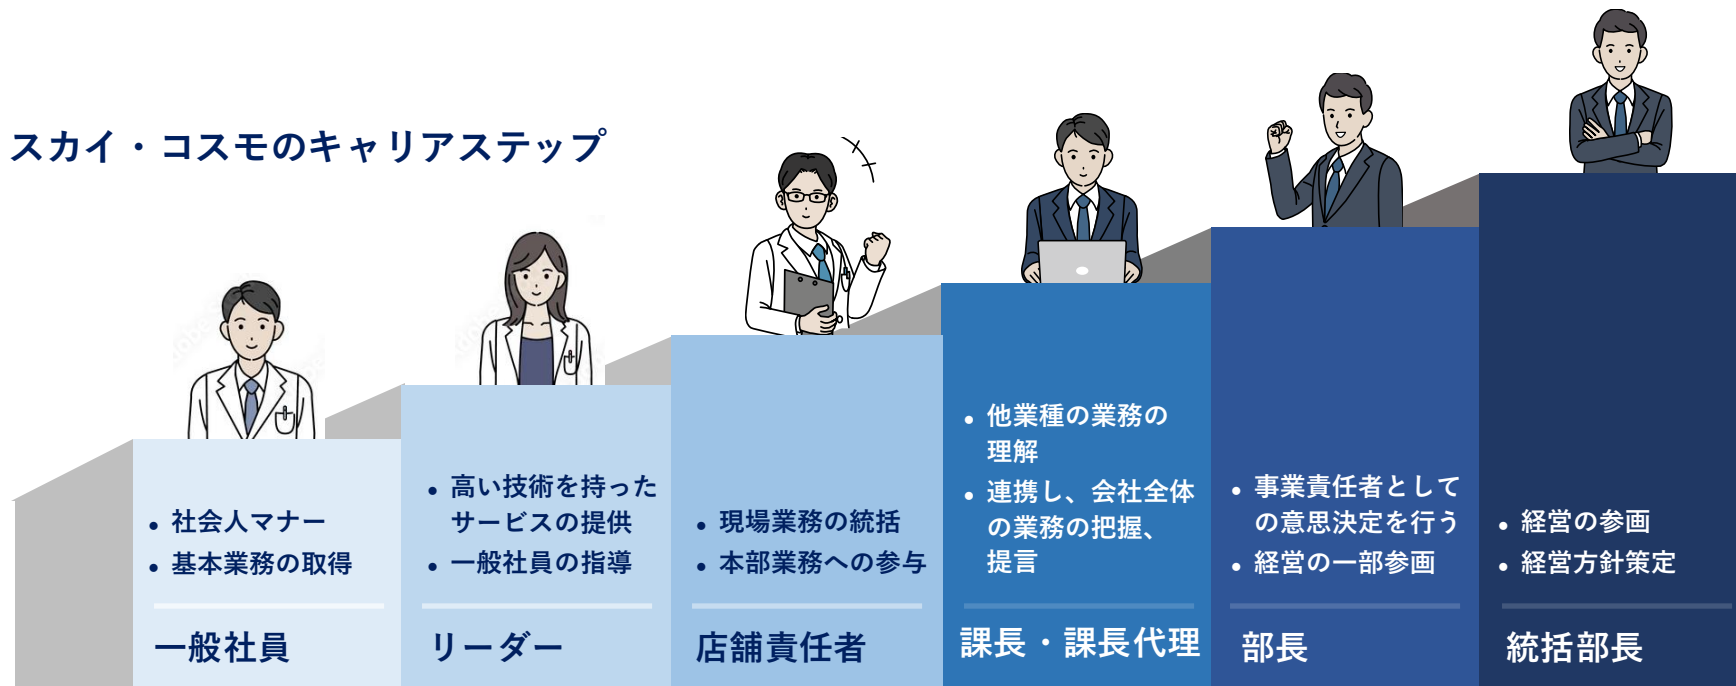 スカイ・コスモのキャリアステップ
• 社会人マナー
• 基本業務の取得
一般社員
• 高い技術を持った
サービスの提供
• 一般社員の指導
リーダー
• 現場業務の統括
• 本部業務への参与
店舗責任者
• 他業種の業務の
理解
• 連携し、会社全体
の業務の把握、
提言
課長・課長代理
• 事業責任者として
の意思決定を行う
• 経営の一部参画
部長
• 経営の参画
• 経営方針策定
統括部長